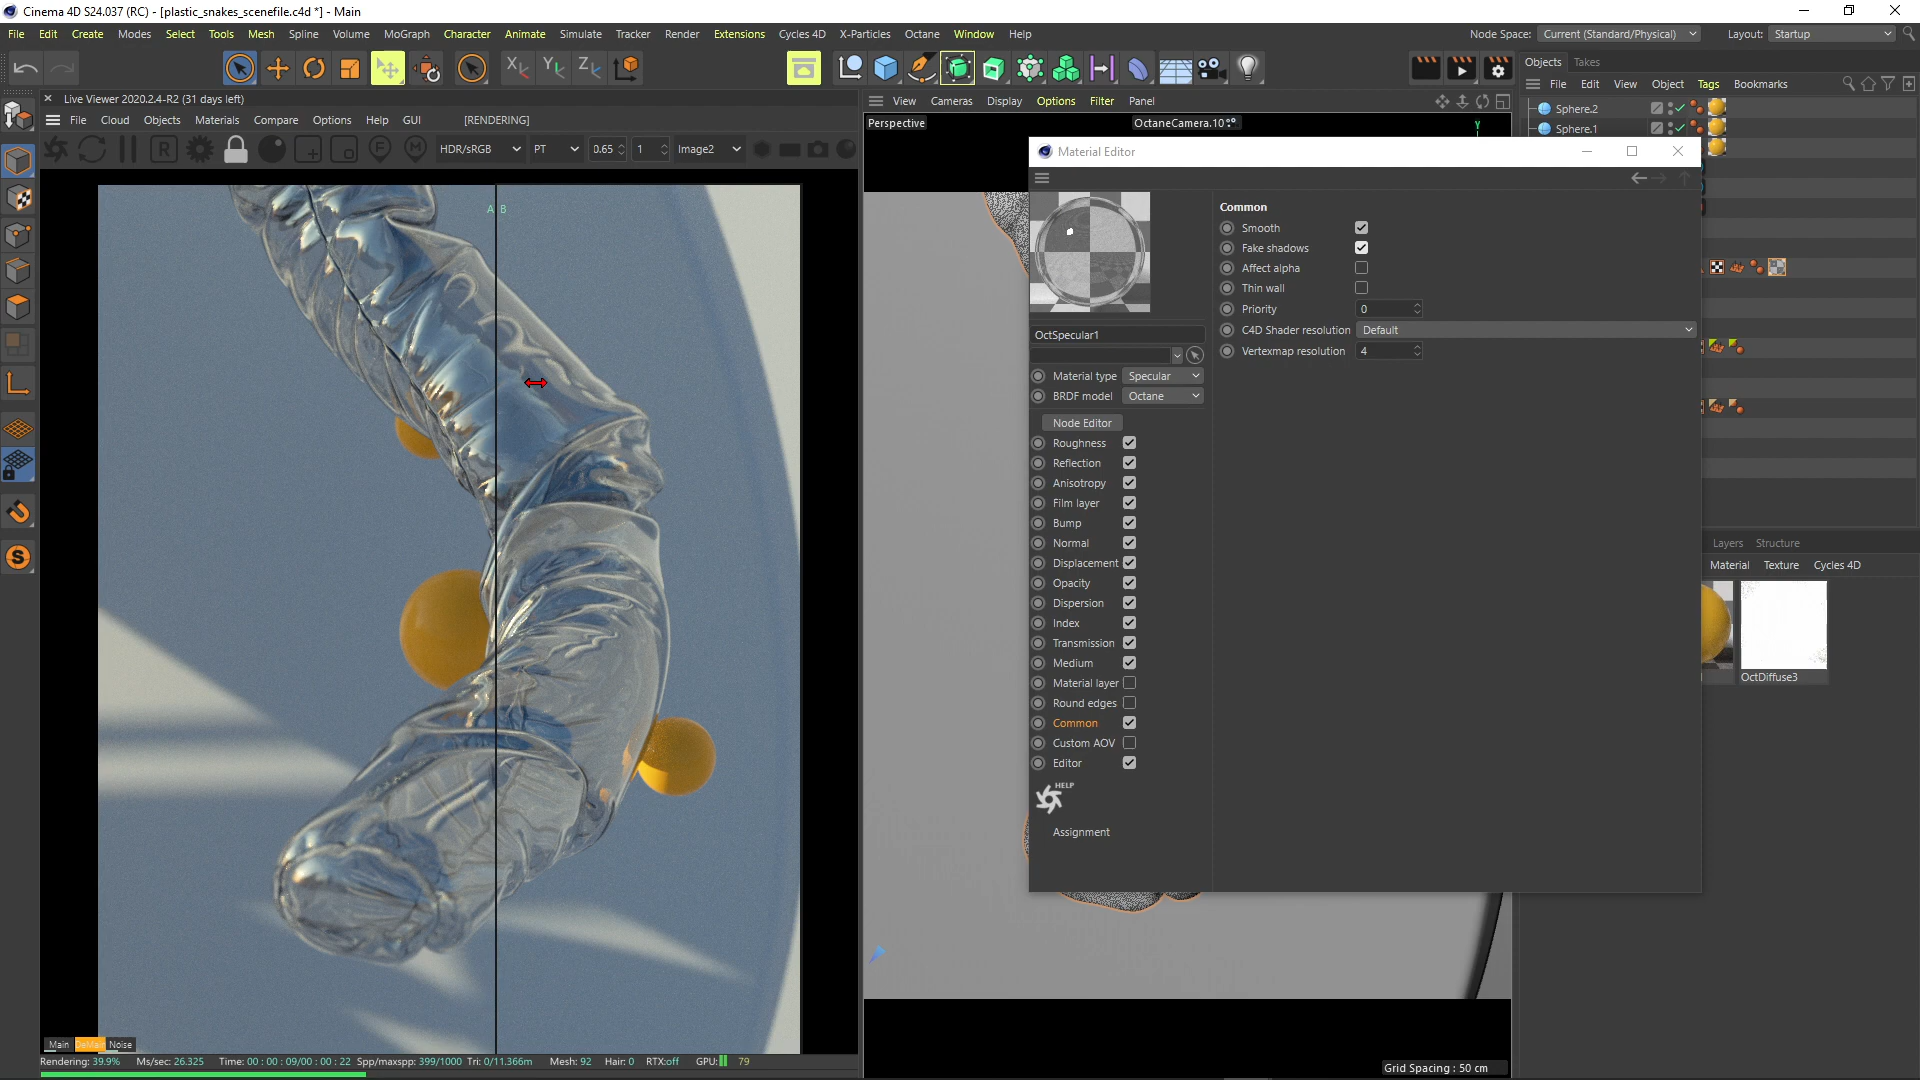 Cinema 4D S24.037 (RC) - [plastic_snakes_scenefile.c4d *] - Main
File Edit Create Modes Select Tools Mesh Spline Volume MoGraph Character Animate Simulate Tracker Render Extensions Cycles 4D X-Particles Octane Window Help Node Space: Current (Standard/Physical) Layout: Startup
Objects Takes
File Edit View Object Tags Bookmarks
Live Viewer 2020.2.4-R2 (31 days left)
File Cloud Objects Materials Compare Options Help GUI [RENDERING]
HDR/sRGB PT 0.65 1 Image2
View Cameras Display Options Filter Panel
Perspective OctaneCamera.10
Sphere.2
Sphere.1
A B
Material Editor
OctSpecular1
Material type Specular
BRDF model Octane
Node Editor
Roughness
Reflection
Anisotropy
Film layer
Bump
Normal
Displacement
Opacity
Dispersion
Index
Transmission
Medium
Material layer
Round edges
Common
Custom AOV
Editor
HELP
Assignment
Common
Smooth
Fake shadows
Affect alpha
Thin wall
Priority 0
C4D Shader resolution Default
Vertexmap resolution 4
Layers Structure
Material Texture Cycles 4D
OctDiffuse3
Main DeMain Noise
Rendering: 39.9% Ms/sec: 26.325 Time: 00 : 00 : 09/00 : 00 : 22 Spp/maxspp: 399/1000 Tri: 0/11.366m Mesh: 92 Hair: 0 RTX:off GPU: 79
Y
Grid Spacing : 50 cm